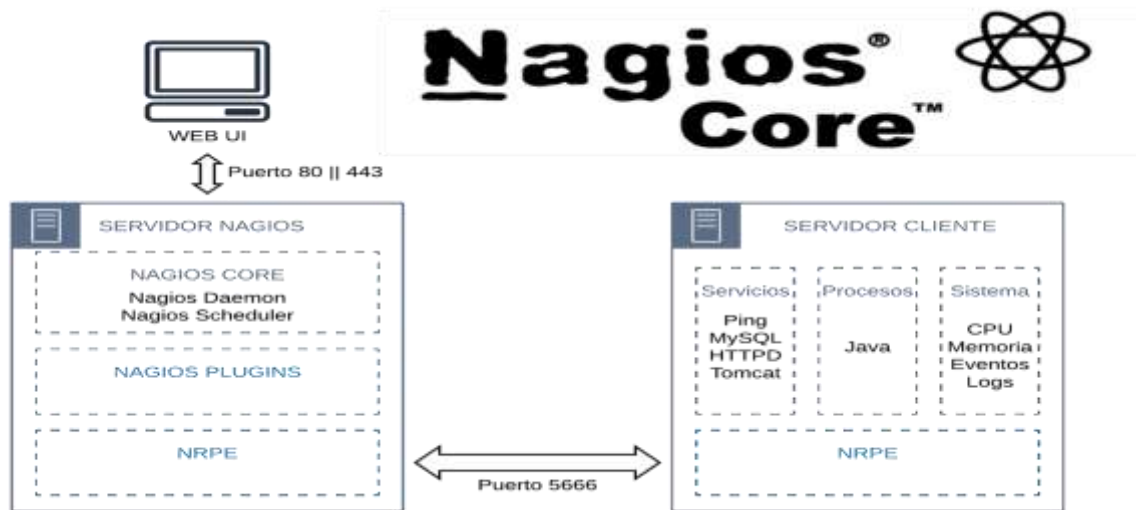 Nagios®
Core™
WEB UI
Puerto 80 || 443
SERVIDOR NAGIOS
NAGIOS CORE
Nagios Daemon
Nagios Scheduler
NAGIOS PLUGINS
NRPE
Puerto 5666
SERVIDOR CLIENTE
Servicios
Ping
MySQL
HTTPD
Tomcat
Procesos
Java
Sistema
CPU
Memoria
Eventos
Logs
NRPE